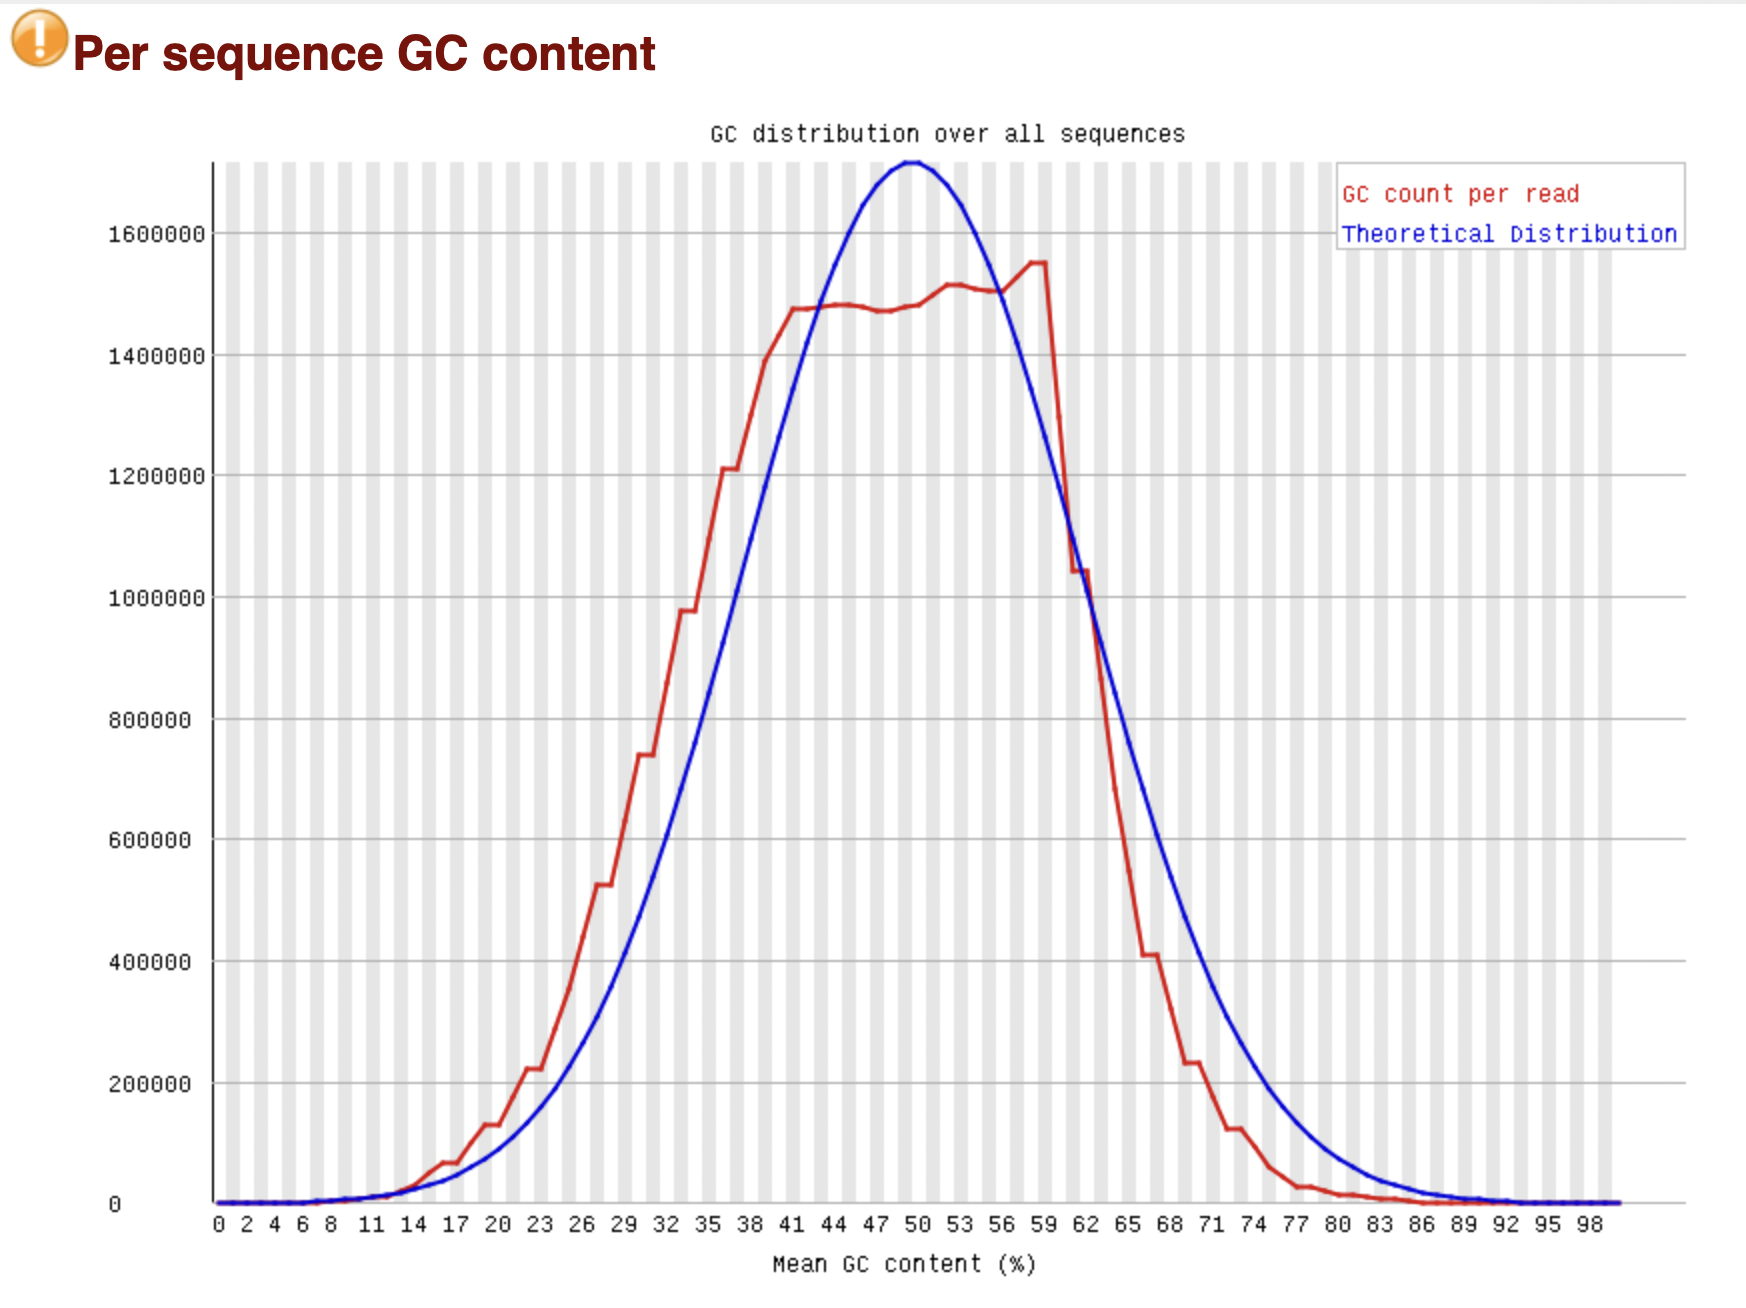 !
Per sequence GC content
GC distribution over all sequences
GC count per read
Theoretical Distribution
1600000
1400000
1200000
1000000
800000
600000
400000
200000
0
0 2 4 6 8 11 14 17 20 23 26 29 32 35 38 41 44 47 50 53 56 59 62 65 68 71 74 77 80 83 86 89 92 95 98
Mean GC content (%)